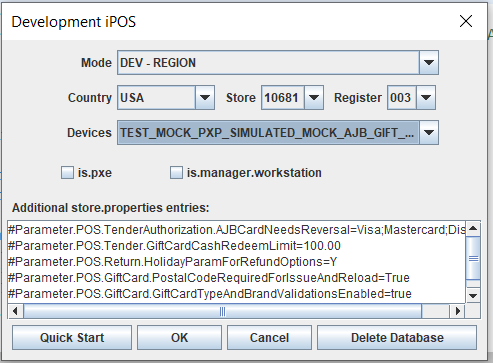 Development iPOS
Mode DEV - REGION
Country USA Store 10681 Register 003
Devices TEST_MOCK_PXP_SIMULATED_MOCK_AJB_GIFT_...
is.pxe is.manager.workstation
Additional store.properties entries:
#Parameter.POS.TenderAuthorization.AJBCardNeedsReversal=Visa;Mastercard;Dis
#Parameter.POS.Tender.GiftCardCashRedeemLimit=100.00
#Parameter.POS.Return.HolidayParamForRefundOptions=Y
#Parameter.POS.GiftCard.PostalCodeRequiredForIssueAndReload=True
#Parameter.POS.GiftCard.GiftCardTypeAndBrandValidationsEnabled=true
Quick Start OK Cancel Delete Database